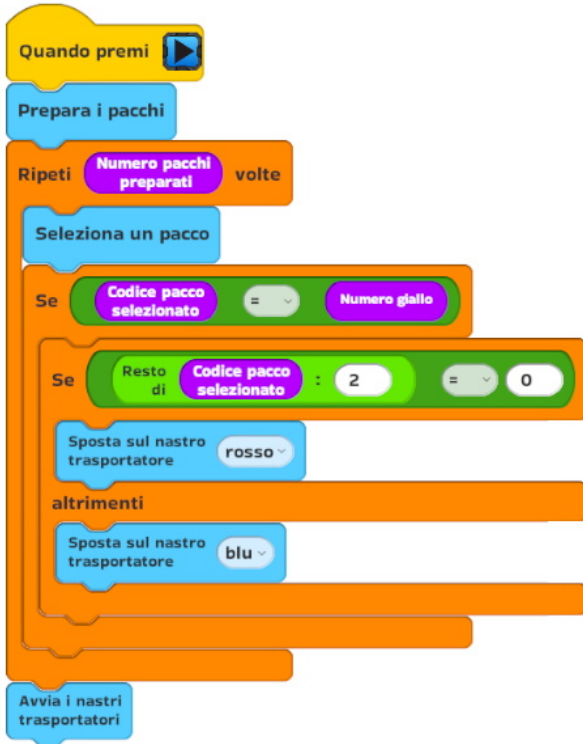 Quando premi
Prepara i pacchi
Ripeti Numero pacchi preparati volte
Seleziona un pacco
Se Codice pacco selezionato = Numero giallo
Se Resto di Codice pacco selezionato : 2 = 0
Sposta sul nastro trasportatore rosso
altrimenti
Sposta sul nastro trasportatore blu
Avvia i nastri
trasportatori